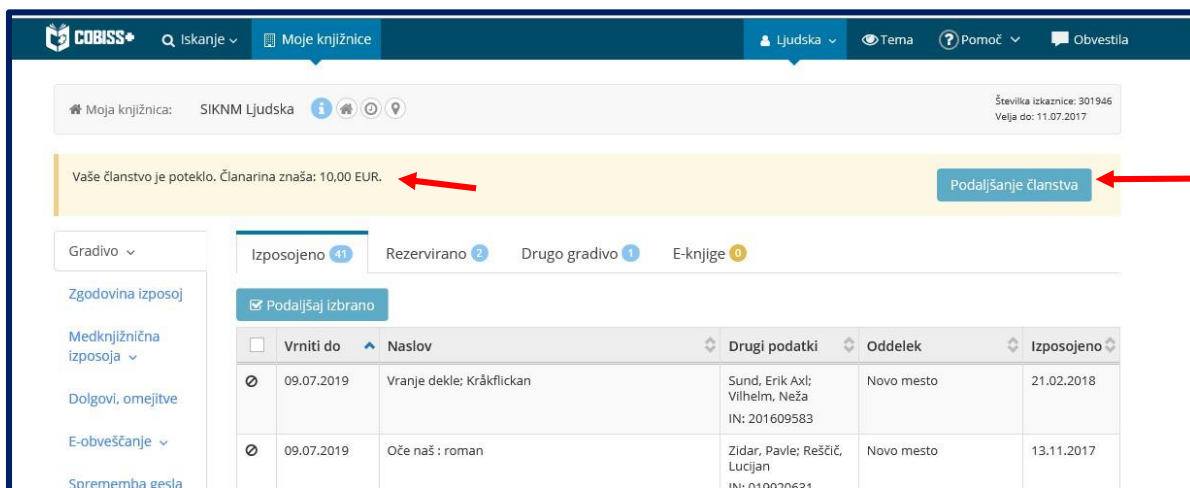 COBISS+ Iskanje Moje knjižnice Ljudska Tema Pomoč Obvestila
Moja knjižnica: SIKNM Ljudska
Številka izkaznice: 301946
Velja do: 11.07.2017
Vaše članstvo je poteklo. Članarina znaša: 10,00 EUR.
Podaljšanje članstva
Gradivo
Izposojeno 41 Rezervirano 2 Drugo gradivo 1 E-knjige 0
Zgodovina izposoj
Podaljšaj izbrano
Medknjižnična
izposoja
Vrniti do Naslov Drugi podatki Oddelek Izposojeno
09.07.2019 Vranje dekle; Kråkflickan Sund, Erik Axl; Novo mesto 21.02.2018
Vilhelm, Neža
IN: 201609583
Dolgovi, omejitve
E-obveščanje
09.07.2019 Oče naš : roman Zidar, Pavle; Reščič, Novo mesto 13.11.2017
Lucijan
IN: 019920631
Sprememba gesla